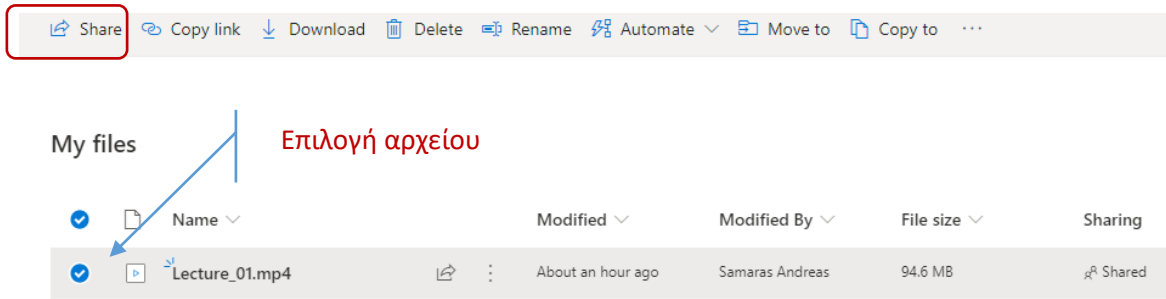 Share Copy link Download Delete Rename Automate Move to Copy to ...
My files
Επιλογή αρχείου
Name Modified Modified By File size Sharing
Lecture_01.mp4 About an hour ago Samaras Andreas 94.6 MB Shared